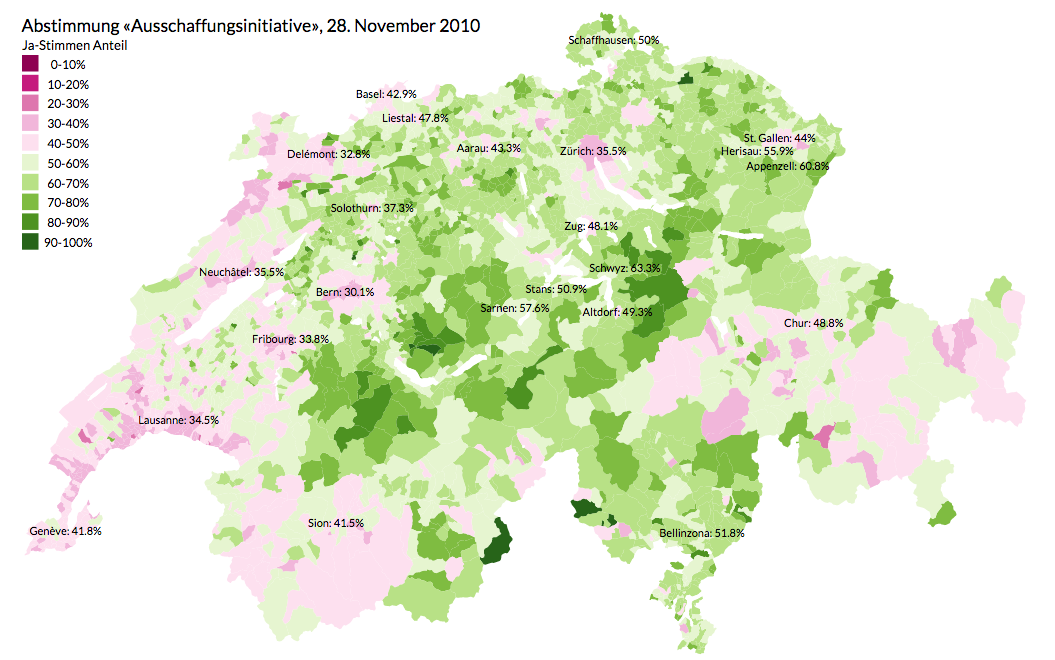 Abstimmung «Ausschaffungsinitiative», 28. November 2010
Ja-Stimmen Anteil
0-10%
10-20%
20-30%
30-40%
40-50%
50-60%
60-70%
70-80%
80-90%
90-100%
Schaffhausen: 50%
Basel: 42.9%
Liestal: 47.8%
St. Gallen: 44%
Aarau: 43.3%
Zürich: 35.5%
Herisau: 55.9%
Delémont: 32.8%
Appenzell: 60.8%
Solothurn: 37.3%
Zug: 48.1%
Schwyz: 63.3%
Neuchâtel: 35.5%
Stans: 50.9%
Bern: 30.1%
Sarnen: 57.6%
Altdorf: 49.3%
Chur: 48.8%
Fribourg: 33.8%
Lausanne: 34.5%
Sion: 41.5%
Genève: 41.8%
Bellinzona: 51.8%